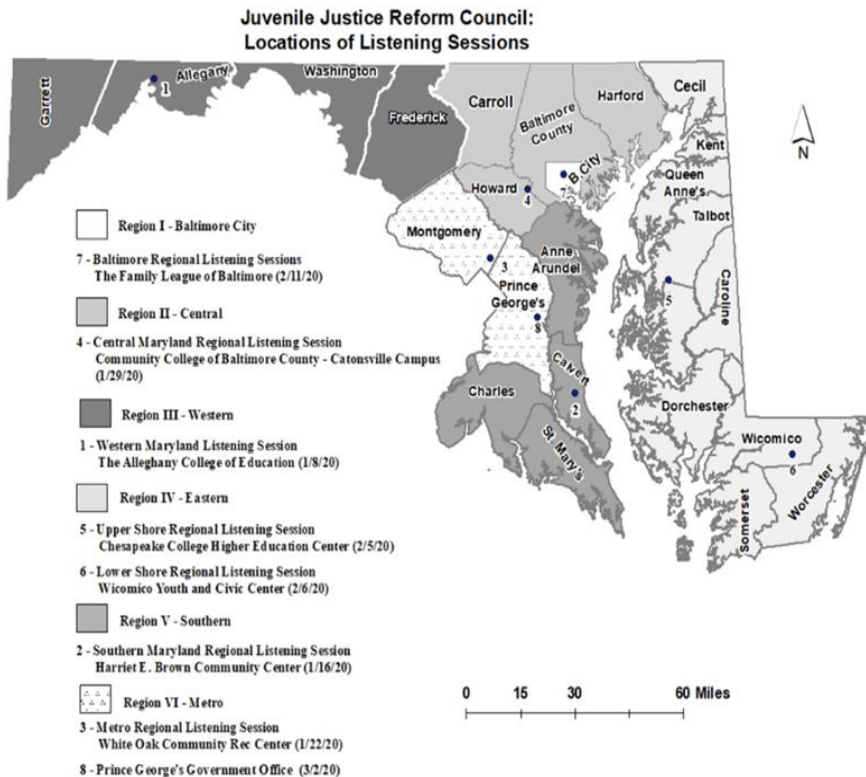 Juvenile Justice Reform Council:
Locations of Listening Sessions
Garrett
Allegany
1
Washington
Frederick
Carroll
Baltimore
County
Harford
Cecil
Kent
Queen
Anne's
Talbot
Caroline
N
B. City
7
Howard
4
Montgomery
3
Anne
Arundel
Prince
George's
8
5
Calvert
2
Charles
St. Mary's
Dorchester
Wicomico
6
Somerset
Worcester
Region I - Baltimore City
7 - Baltimore Regional Listening Sessions
The Family League of Baltimore (2/11/20)
Region II - Central
4 - Central Maryland Regional Listening Session
Community College of Baltimore County - Catonsville Campus
(1/29/20)
Region III - Western
1 - Western Maryland Listening Session
The Alleghany College of Education (1/8/20)
Region IV - Eastern
5 - Upper Shore Regional Listening Session
Chesapeake College Higher Education Center (2/5/20)
6 - Lower Shore Regional Listening Session
Wicomico Youth and Civic Center (2/6/20)
Region V - Southern
2 - Southern Maryland Regional Listening Session
Harriet E. Brown Community Center (1/16/20)
Region VI - Metro
3 - Metro Regional Listening Session
White Oak Community Rec Center (1/22/20)
8 - Prince George's Government Office (3/2/20)
0 15 30 60 Miles